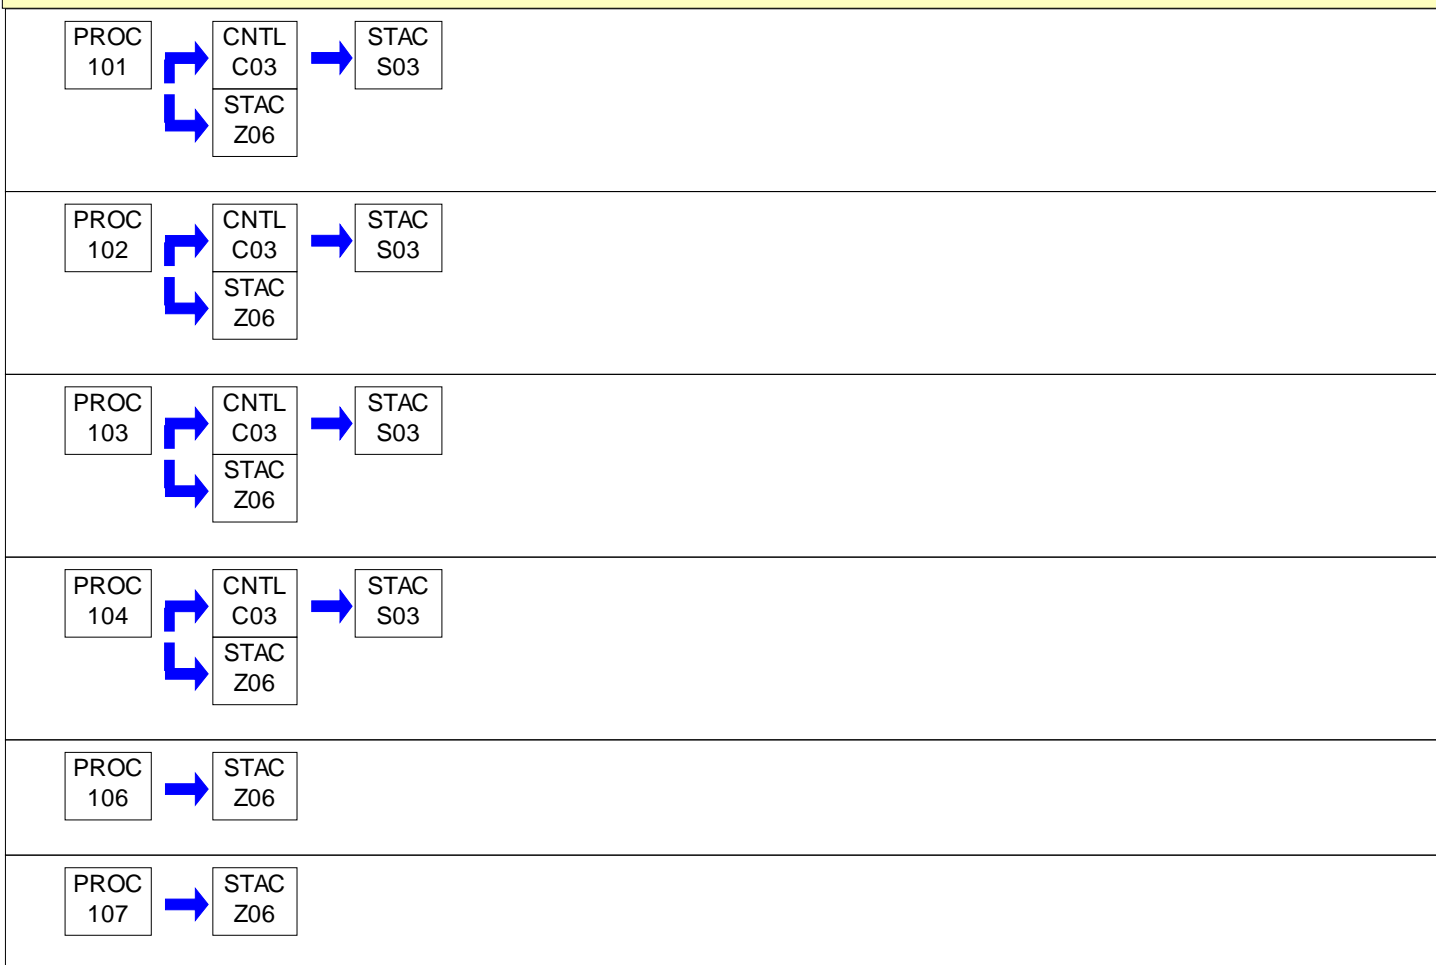 PROC
101
CNTL
C03
STAC
S03
STAC
Z06
PROC
102
CNTL
C03
STAC
S03
STAC
Z06
PROC
103
CNTL
C03
STAC
S03
STAC
Z06
PROC
104
CNTL
C03
STAC
S03
STAC
Z06
PROC
106
STAC
Z06
PROC
107
STAC
Z06